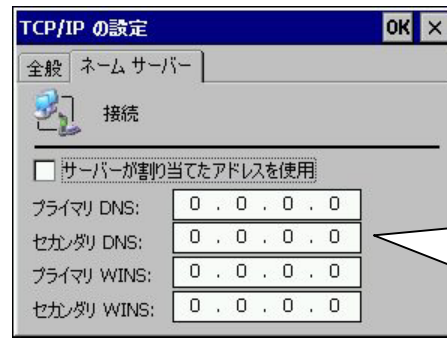 TCP/IP の設定 OK ×
全般 ネーム サーバー
接続
サーバーが割り当てたアドレスを使用
プライマリ DNS: 0 . 0 . 0 . 0
セカンダリ DNS: 0 . 0 . 0 . 0
プライマリ WINS: 0 . 0 . 0 . 0
セカンダリ WINS: 0 . 0 . 0 . 0